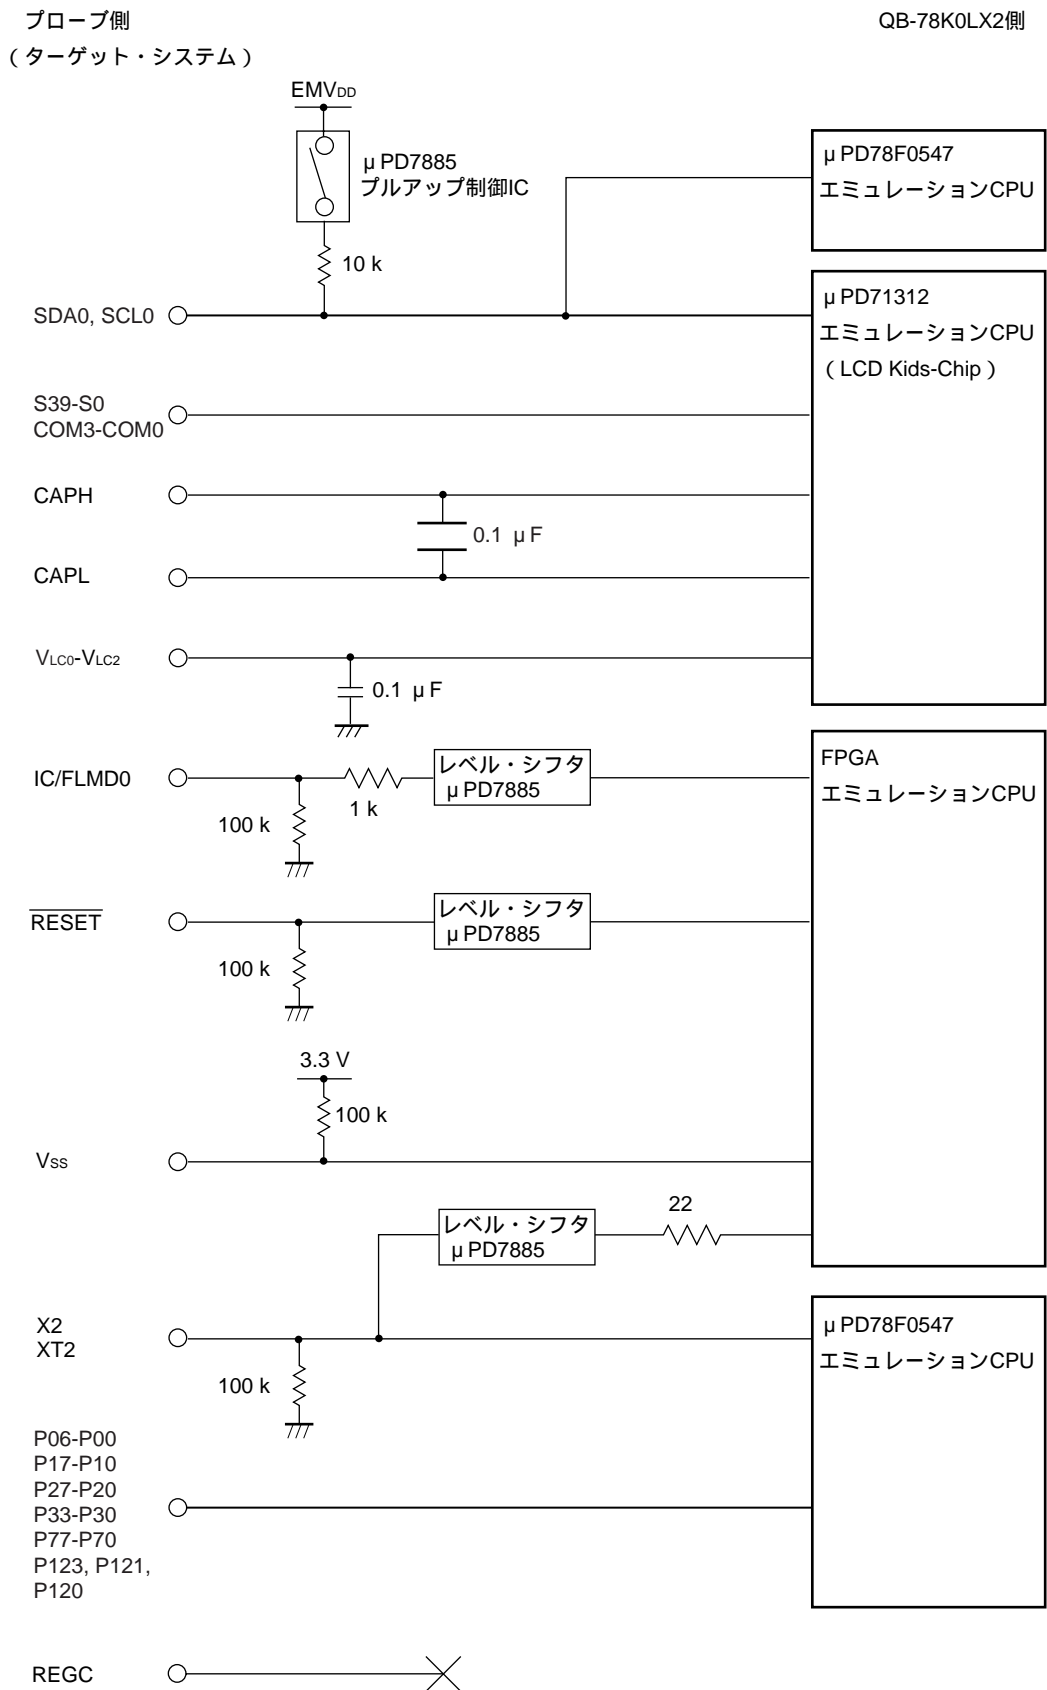 プローブ側
QB-78K0LX2側
(ターゲット・システム)
EMVDD
μPD7885
プルアップ制御IC
10 k
μPD78F0547
エミュレーションCPU
SDA0, SCL0
μPD71312
エミュレーションCPU
(LCD Kids-Chip)
S39-S0
COM3-COM0
CAPH
0.1 μF
CAPL
VLC0-VLC2
0.1 μF
IC/FLMD0
100 k
1 k
レベル・シフタ
μPD7885
FPGA
エミュレーションCPU
RESET
100 k
レベル・シフタ
μPD7885
3.3 V
100 k
VSS
レベル・シフタ
μPD7885
22
X2
XT2
100 k
μPD78F0547
エミュレーションCPU
P06-P00
P17-P10
P27-P20
P33-P30
P77-P70
P123, P121,
P120
REGC